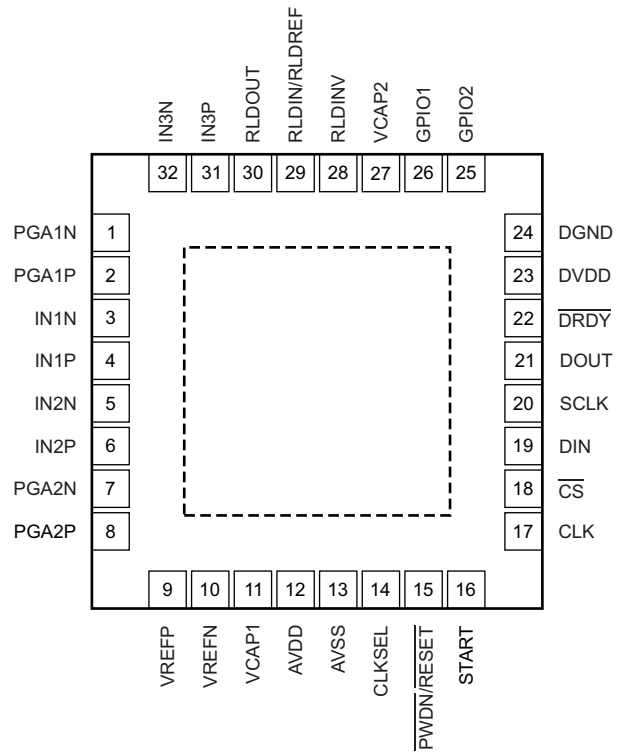 IN3N
IN3P
RLDOUT
RLDIN/RLDREF
RLDINV
VCAP2
GPIO1
GPIO2
32
31
30
29
28
27
26
25
PGA1N 1
PGA1P 2
IN1N 3
IN1P 4
IN2N 5
IN2P 6
PGA2N 7
PGA2P 8
24 DGND
23 DVDD
22 DRDY
21 DOUT
20 SCLK
19 DIN
18 CS
17 CLK
9
10
11
12
13
14
15
16
VREFP
VREFN
VCAP1
AVDD
AVSS
CLKSEL
PWDN/RESET
START